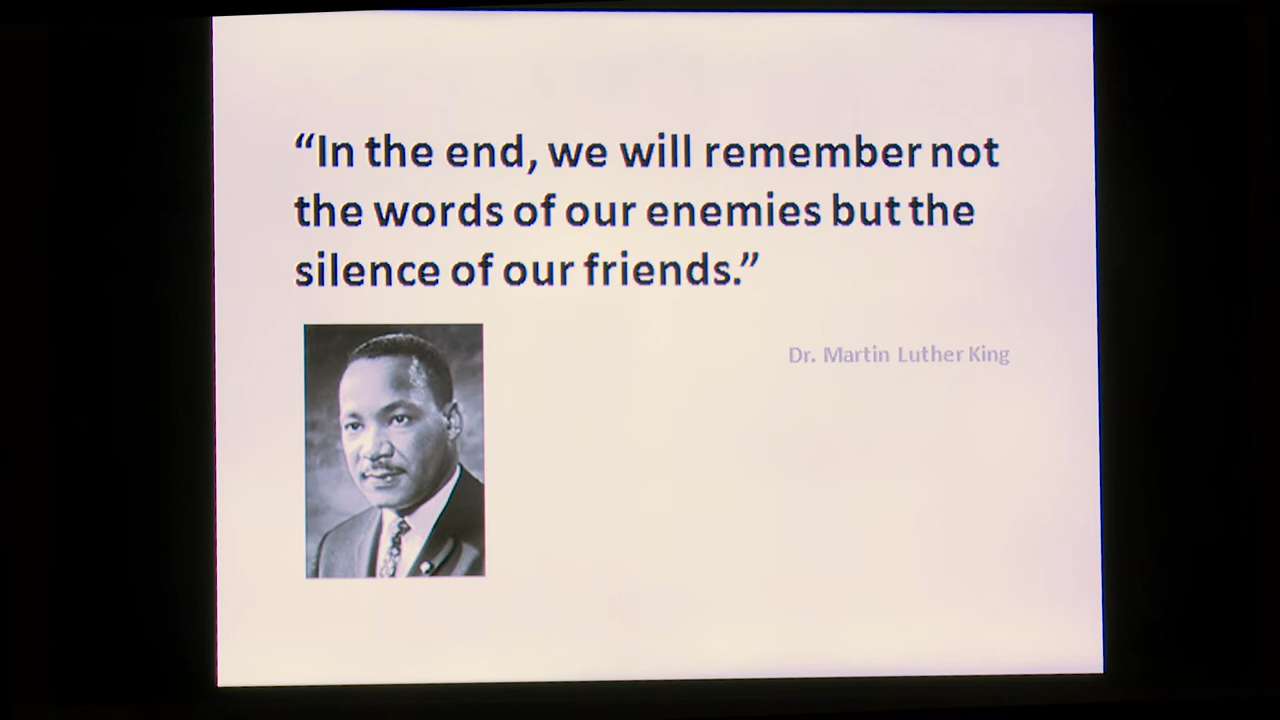 “In the end, we will remember not
the words of our enemies but the
silence of our friends.”
Dr. Martin Luther King